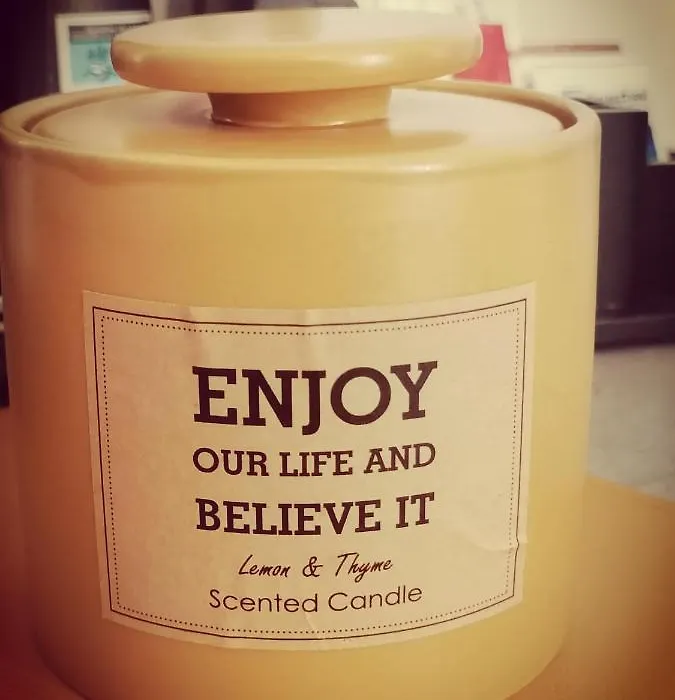 ENJOY
OUR LIFE AND
BELIEVE IT
Lemon & Thyme
Scented Candle